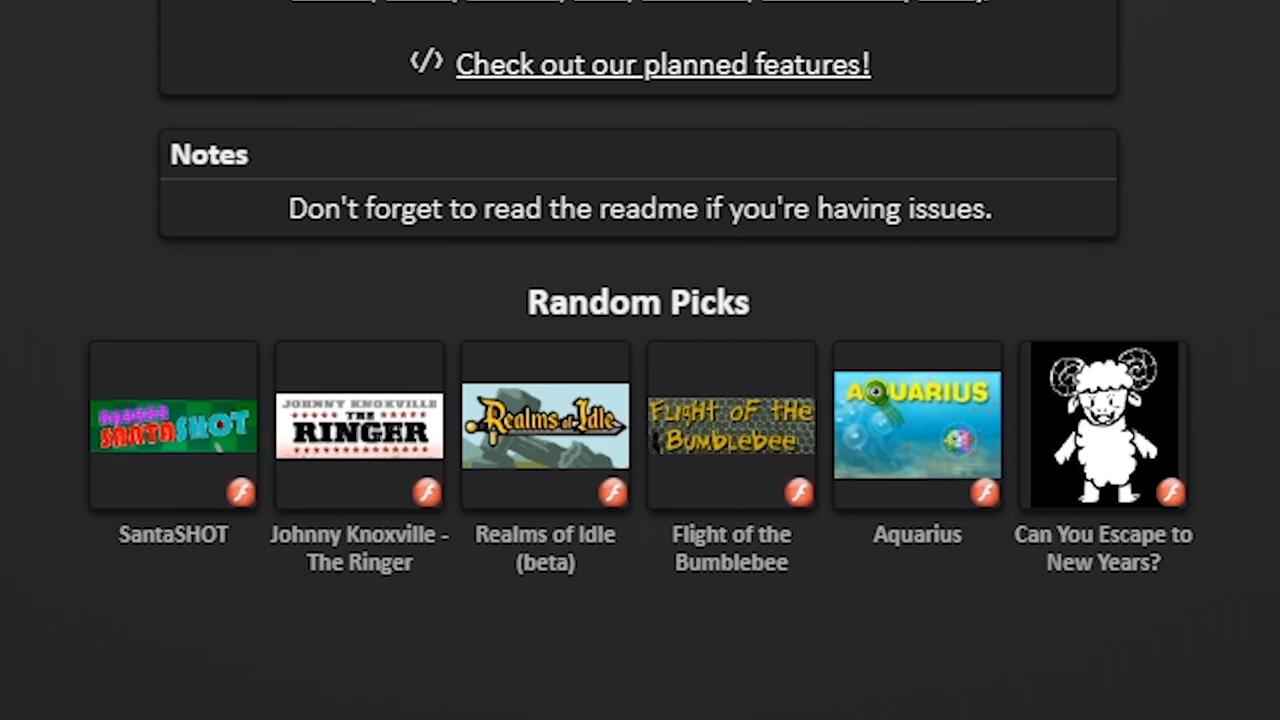 Check out our planned features!
Notes
Don't forget to read the readme if you're having issues.
Random Picks
SANTASHOT
JOHNNY KNOXVILLE
THE
RINGER
Realms of Idle
FLIGHT OF THE
BUMBLEBEE
AQUARIUS
SantaSHOT
Johnny Knoxville -
The Ringer
Realms of Idle
(beta)
Flight of the
Bumblebee
Aquarius
Can You Escape to
New Years?